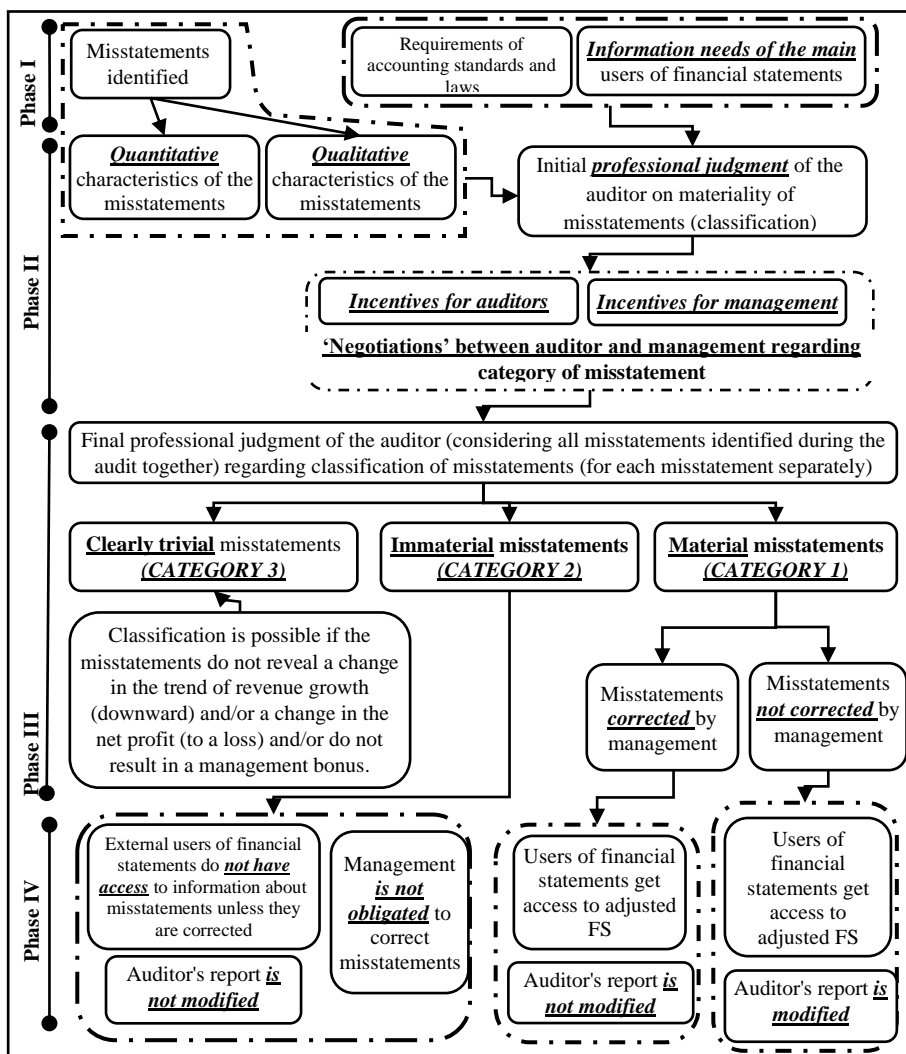 Phase I
Misstatements
identified
Requirements of
accounting standards and
laws
Information needs of the main
users of financial statements
Phase II
Quantitative
characteristics of the
misstatements
Qualitative
characteristics of the
misstatements
Initial professional judgment of the
auditor on materiality of
misstatements (classification)
Incentives for auditors
Incentives for management
‘Negotiations’ between auditor and management regarding
category of misstatement
Phase III
Final professional judgment of the auditor (considering all misstatements identified during the
audit together) regarding classification of misstatements (for each misstatement separately)
Clearly trivial misstatements
(CATEGORY 3)
Immaterial misstatements
(CATEGORY 2)
Material misstatements
(CATEGORY 1)
Classification is possible if the
misstatements do not reveal a change
in the trend of revenue growth
(downward) and/or a change in the
net profit (to a loss) and/or do not
result in a management bonus.
Misstatements
corrected by
management
Misstatements
not corrected by
management
Phase IV
External users of financial
statements do not have
access to information about
misstatements unless they
are corrected
Management
is not
obligated to
correct
misstatements
Auditor's report is
not modified
Users of financial
statements get
access to adjusted
FS
Auditor's report is
not modified
Users of
financial
statements get
access to
adjusted FS
Auditor's report is
modified